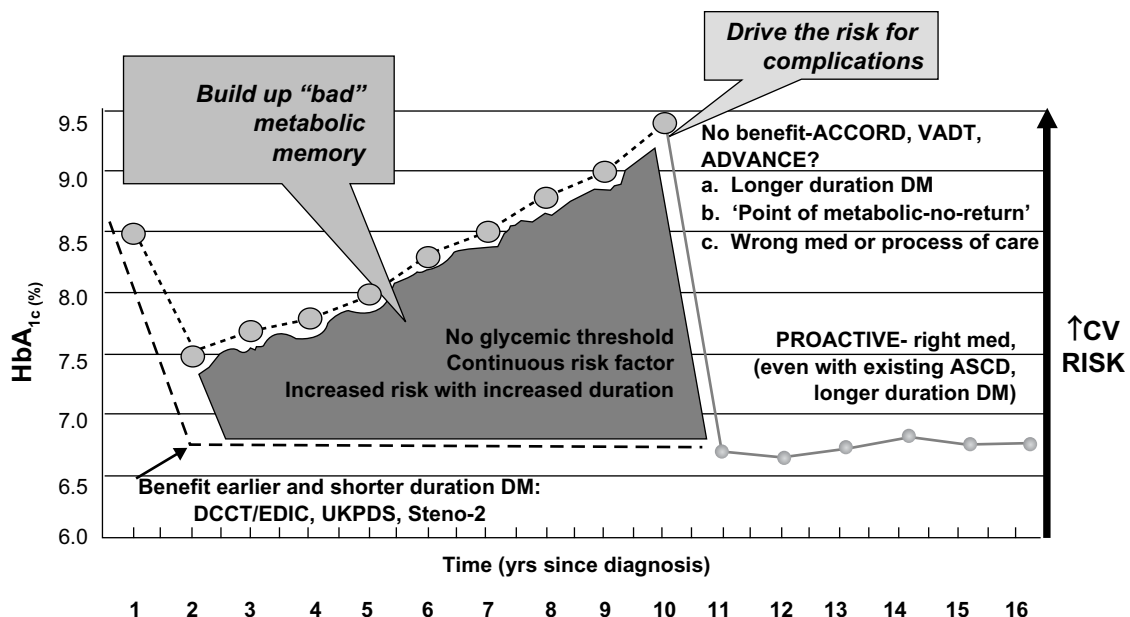 Drive the risk for
complications
Build up “bad”
metabolic
memory
9.5
9.0
8.5
8.0
7.5
7.0
6.5
6.0
HbA1c (%)
No benefit-ACCORD, VADT,
ADVANCE?
a. Longer duration DM
b. ‘Point of metabolic-no-return’
c. Wrong med or process of care
No glycemic threshold
Continuous risk factor
Increased risk with increased duration
PROACTIVE- right med,
(even with existing ASCD,
longer duration DM)
↑CV
RISK
Benefit earlier and shorter duration DM:
DCCT/EDIC, UKPDS, Steno-2
Time (yrs since diagnosis)
1 2 3 4 5 6 7 8 9 10 11 12 13 14 15 16